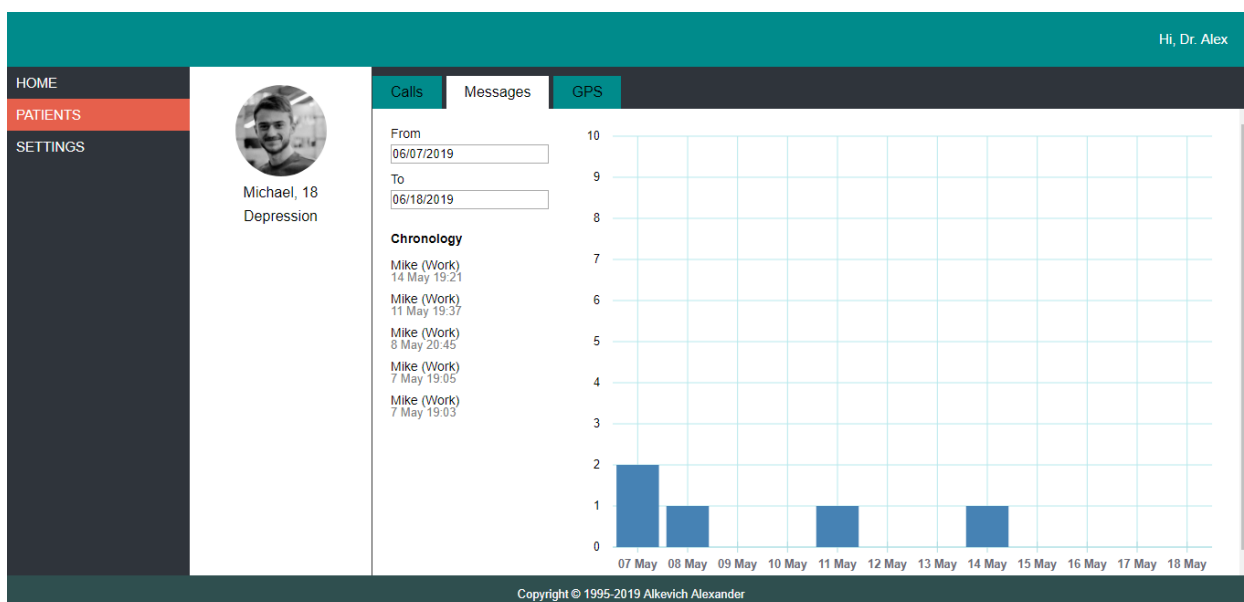 Hi, Dr. Alex
HOME
PATIENTS
SETTINGS
Michael, 18
Depression
Calls Messages GPS
From
06/07/2019
To
06/18/2019
Chronology
Mike (Work)
14 May 19:21
Mike (Work)
11 May 19:37
Mike (Work)
8 May 20:45
Mike (Work)
7 May 19:05
Mike (Work)
7 May 19:03
10
9
8
7
6
5
4
3
2
1
0
07 May 08 May 09 May 10 May 11 May 12 May 13 May 14 May 15 May 16 May 17 May 18 May
Copyright © 1995-2019 Alkevich Alexander